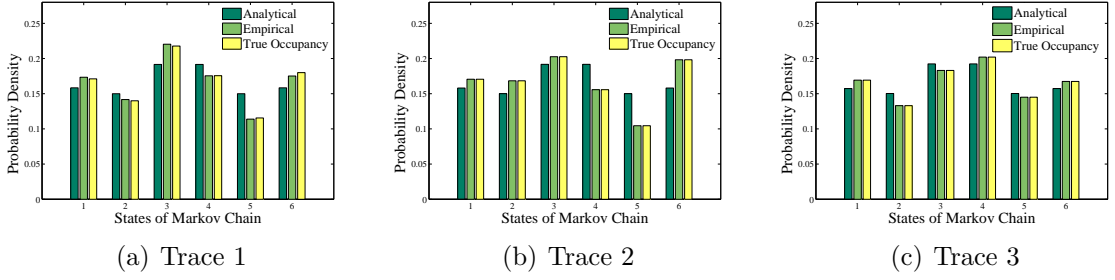 Probability Density
0.25
0.2
0.15
0.1
0.05
0
Analytical
Empirical
True Occupancy
1 2 3 4 5 6
States of Markov Chain
(a) Trace 1
Probability Density
0.25
0.2
0.15
0.1
0.05
0
Analytical
Empirical
True Occupancy
1 2 3 4 5 6
States of Markov Chain
(b) Trace 2
Probability Density
0.25
0.2
0.15
0.1
0.05
0
Analytical
Empirical
True Occupancy
1 2 3 4 5 6
States of Markov Chain
(c) Trace 3